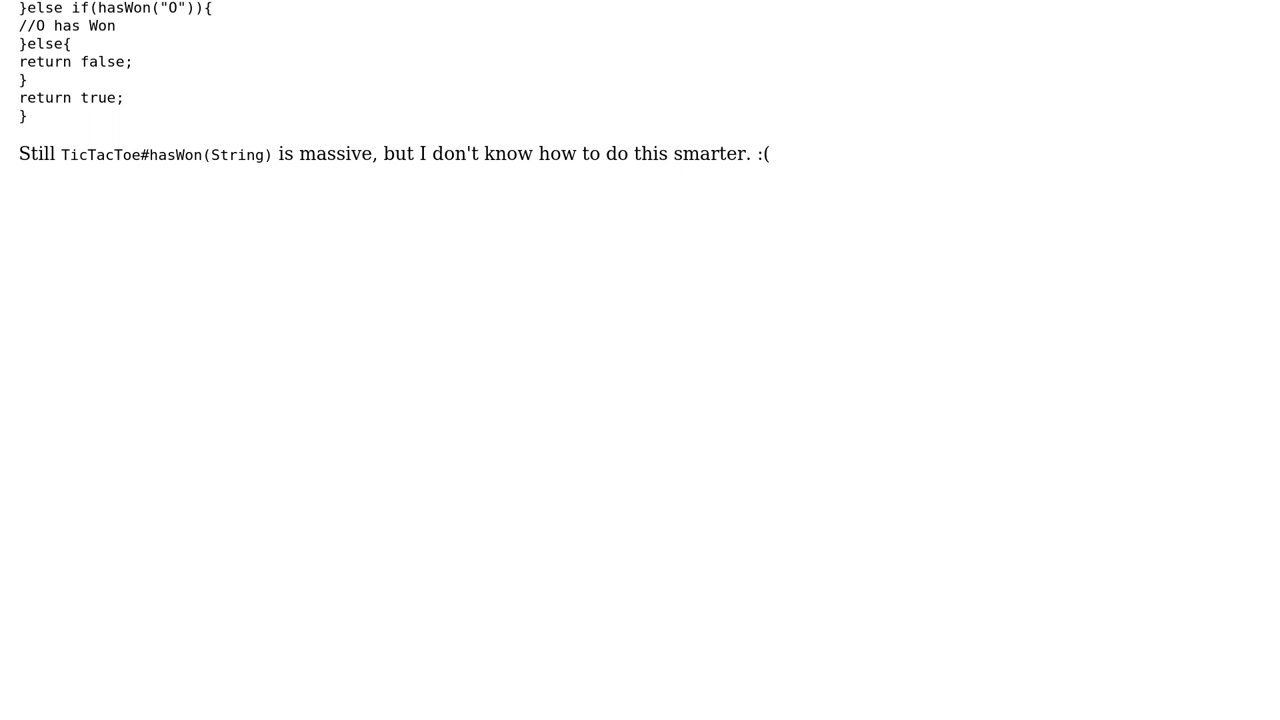 }else if(hasWon("O")){
//O has Won
}else{
return false;
}
return true;
}
Still TicTacToe#hasWon(String) is massive, but I don't know how to do this smarter. :(